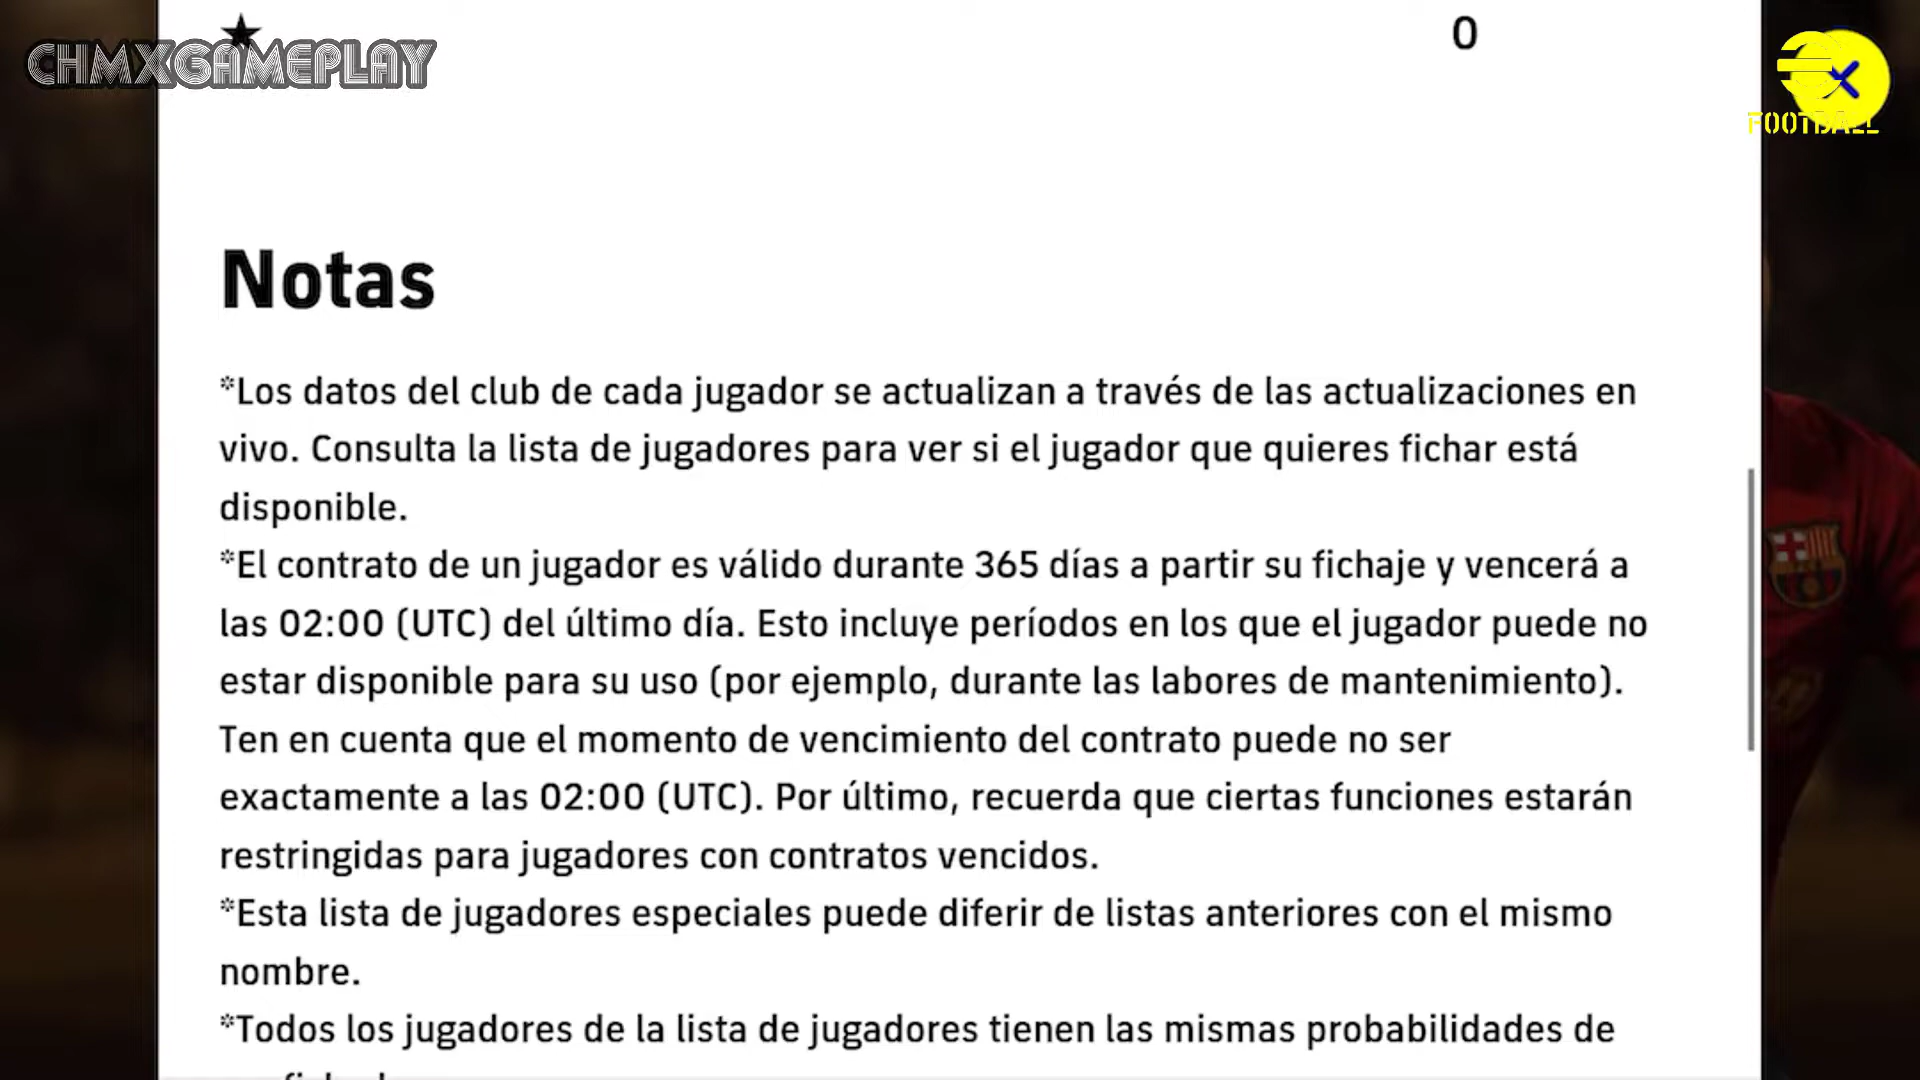 ★ 0
CHMXGAMEPLAY
FOOTBALL
Notas
*Los datos del club de cada jugador se actualizan a través de las actualizaciones en
vivo. Consulta la lista de jugadores para ver si el jugador que quieres fichar está
disponible.
*El contrato de un jugador es válido durante 365 días a partir su fichaje y vencerá a
las 02:00 (UTC) del último día. Esto incluye períodos en los que el jugador puede no
estar disponible para su uso (por ejemplo, durante las labores de mantenimiento).
Ten en cuenta que el momento de vencimiento del contrato puede no ser
exactamente a las 02:00 (UTC). Por último, recuerda que ciertas funciones estarán
restringidas para jugadores con contratos vencidos.
*Esta lista de jugadores especiales puede diferir de listas anteriores con el mismo
nombre.
*Todos los jugadores de la lista de jugadores tienen las mismas probabilidades de